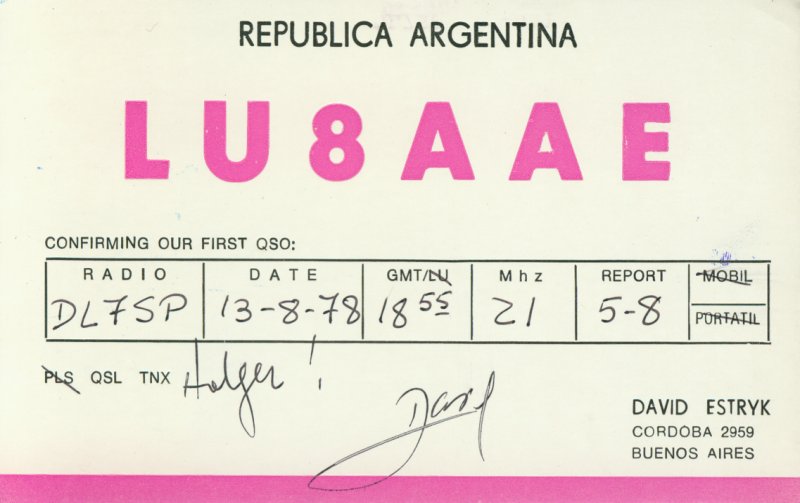 REPUBLICA ARGENTINA
LU8AAE
CONFIRMING OUR FIRST QSO:
RADIO DATE GMT/LU Mhz REPORT MOBIL
DL7SP 13-8-78 18 55 21 5-8 PORTATIL
PLS QSL TNX Holger!
David
DAVID ESTRYK
CORDOBA 2959
BUENOS AIRES